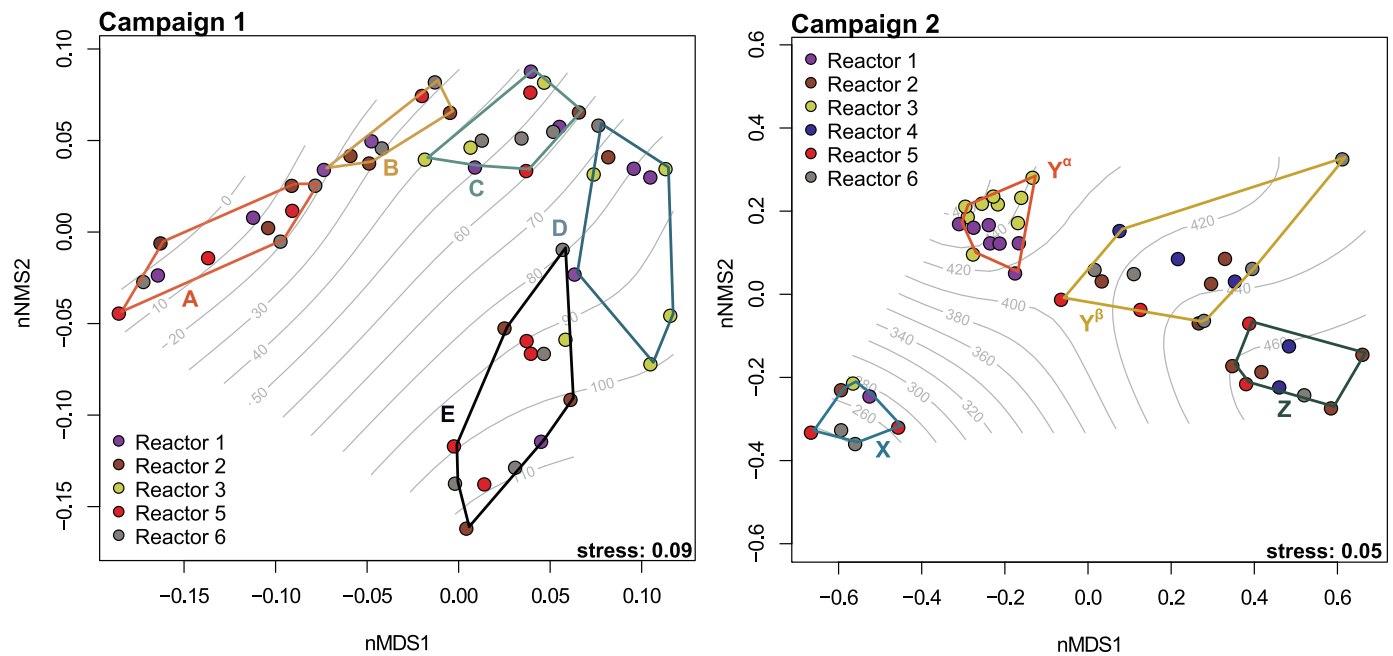 Campaign 1
nNMS2
0.10
0.05
0.00
−0.05
−0.10
−0.15
0
10
-20
30
40
-50
60
70
80
90
100
110
A
B
C
D
E
Reactor 1
Reactor 2
Reactor 3
Reactor 5
Reactor 6
stress: 0.09
−0.15
−0.10
−0.05
0.00
0.05
0.10
nMDS1
Campaign 2
nNMS2
0.6
0.4
0.2
0.0
−0.2
−0.4
−0.6
Reactor 1
Reactor 2
Reactor 3
Reactor 4
Reactor 5
Reactor 6
Yα
420
420
400
380
360
340
320
300
280
260
320
440
460
Yβ
X
Z
stress: 0.05
−0.6
−0.4
−0.2
0.0
0.2
0.4
0.6
nMDS1